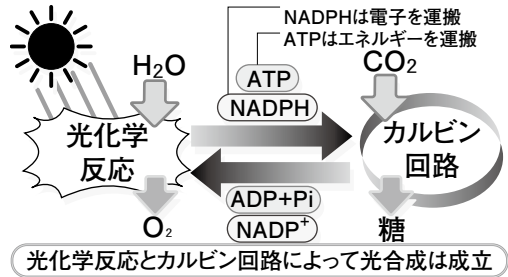 NADPHは電子を運搬
ATPはエネルギーを運搬
H₂O
ATP
CO₂
NADPH
光化学
反応
カルビン
回路
ADP+Pi
O₂
NADP⁺
糖
光化学反応とカルビン回路によって光合成は成立